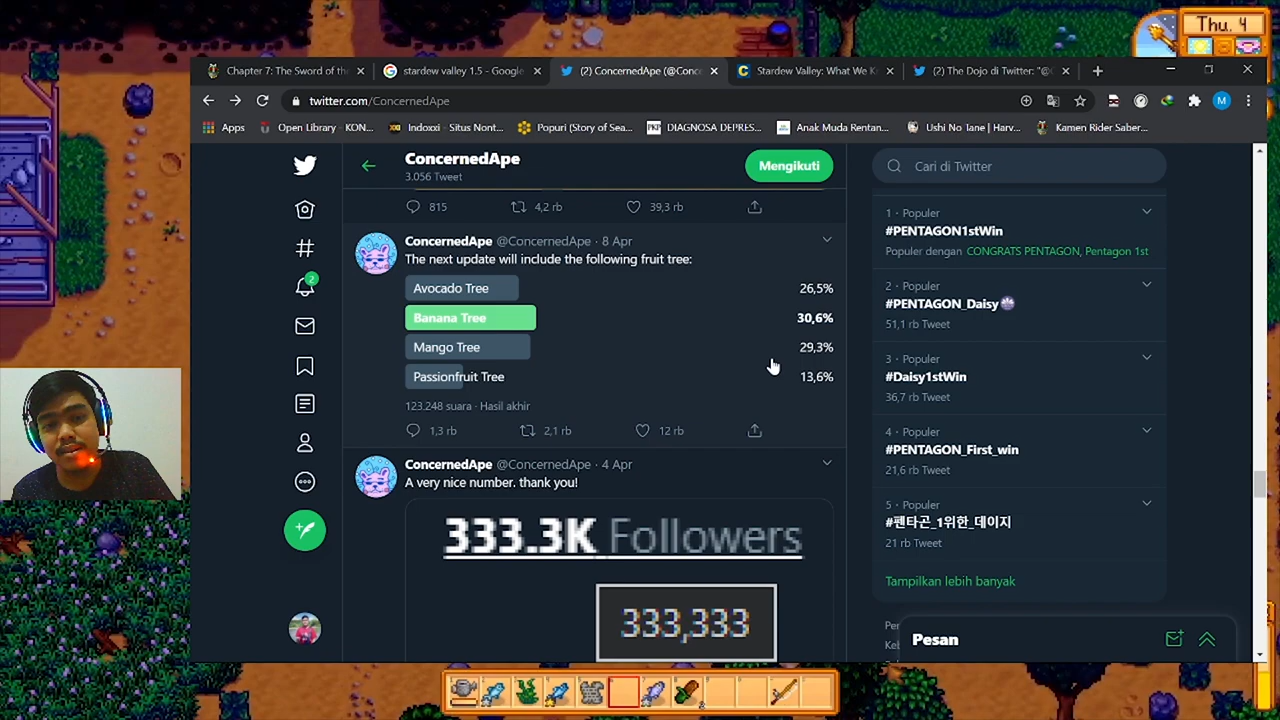 Thu. 4
Chapter 7: The Sword of the
stardew valley 1.5 - Google
(2) ConcernedApe (@Conc
Stardew Valley: What We K
(2) The Dojo di Twitter: "@
twitter.com/ConcernedApe
Apps
Open Library - KON...
Indoxxi - Situs Nont...
Popuri (Story of Sea...
DIAGNOSA DEPRES...
Anak Muda Rentan...
Ushi No Tane | Harv...
Kamen Rider Saber...
M
ConcernedApe
3.056 Tweet
Mengikuti
Cari di Twitter
815
4,2 rb
39,3 rb
ConcernedApe @ConcernedApe · 8 Apr
The next update will include the following fruit tree:
Avocado Tree 26,5%
Banana Tree 30,6%
Mango Tree 29,3%
Passionfruit Tree 13,6%
123.248 suara · Hasil akhir
1,3 rb
2,1 rb
12 rb
ConcernedApe @ConcernedApe · 4 Apr
A very nice number. thank you!
333.3K Followers
333,333
2
1 · Populer
#PENTAGON1stWin
Populer dengan CONGRATS PENTAGON, Pentagon 1st
2 · Populer
#PENTAGON_Daisy
51,1 rb Tweet
3 · Populer
#Daisy1stWin
36,7 rb Tweet
4 · Populer
#PENTAGON_First_win
21,6 rb Tweet
5 · Populer
#펜타곤_1위한_데이지
21 rb Tweet
Tampilkan lebih banyak
Pesan